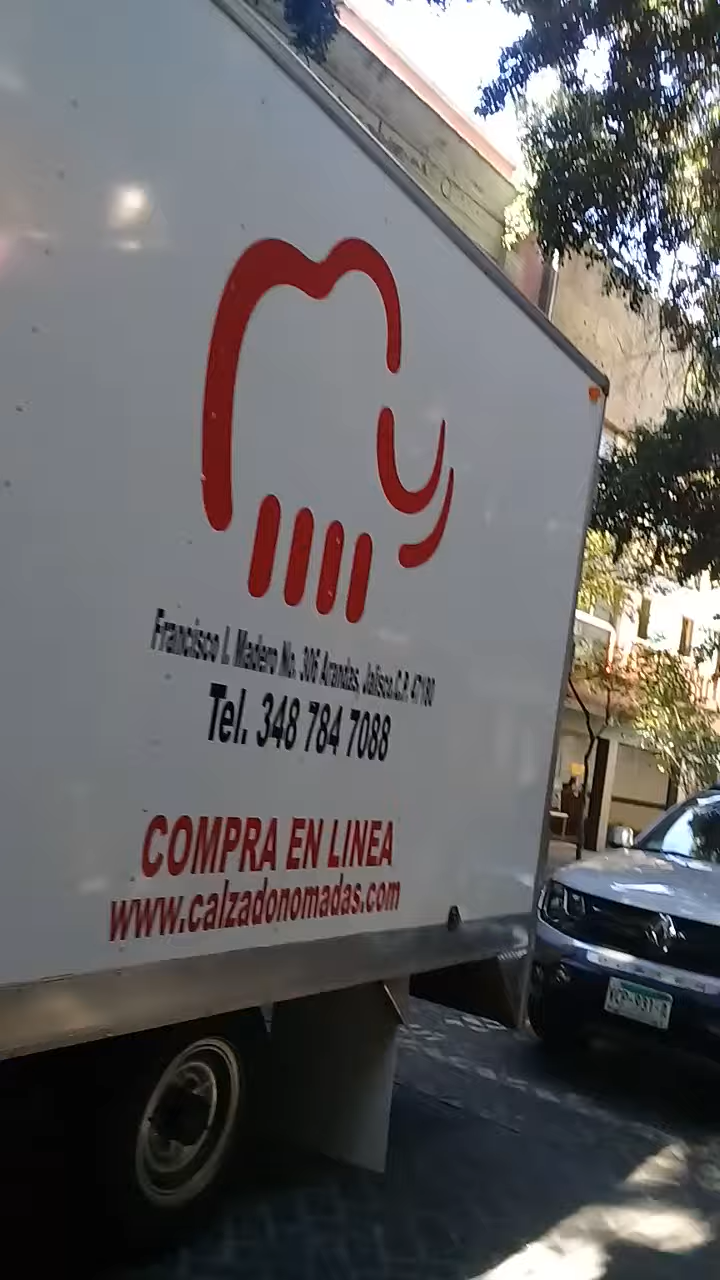 Francisco I. Madero No. 306 Arandas, Jalisco.C.P. 47180
Tel. 348 784 7088
COMPRA EN LINEA
www.calzadonomadas.com